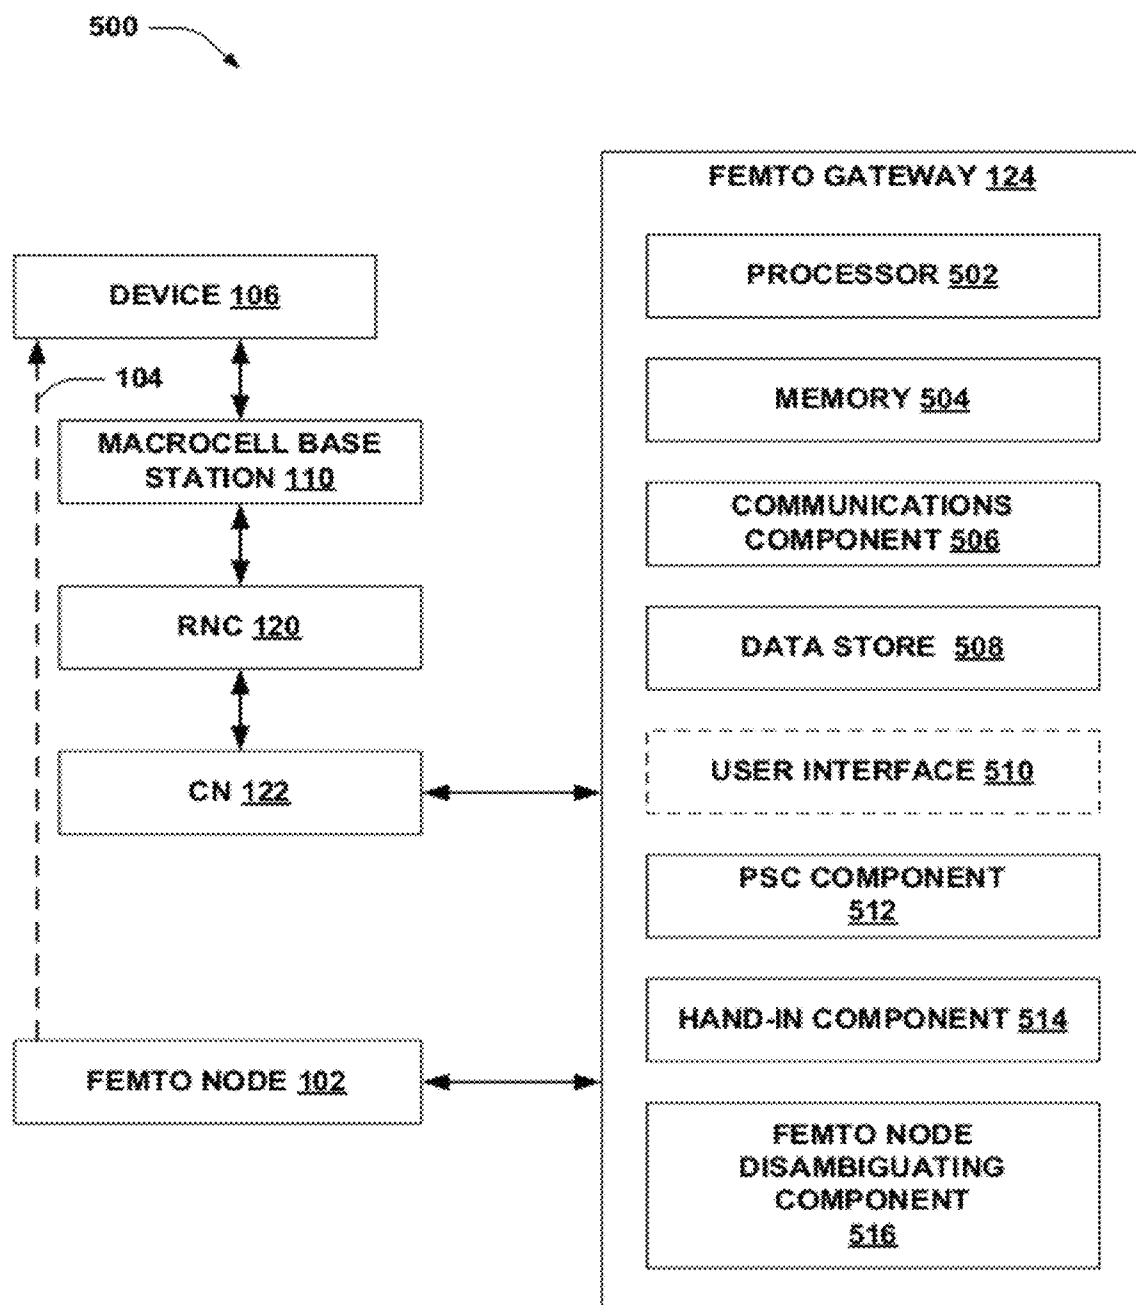 500
FEMTO GATEWAY 124
PROCESSOR 502
DEVICE 106
104
MEMORY 504
MACROCELL BASE
STATION 110
COMMUNICATIONS
COMPONENT 506
RNC 120
DATA STORE 508
CN 122
USER INTERFACE 510
PSC COMPONENT
512
HAND-IN COMPONENT 514
FEMTO NODE 102
FEMTO NODE
DISAMBIGUATING
COMPONENT
516